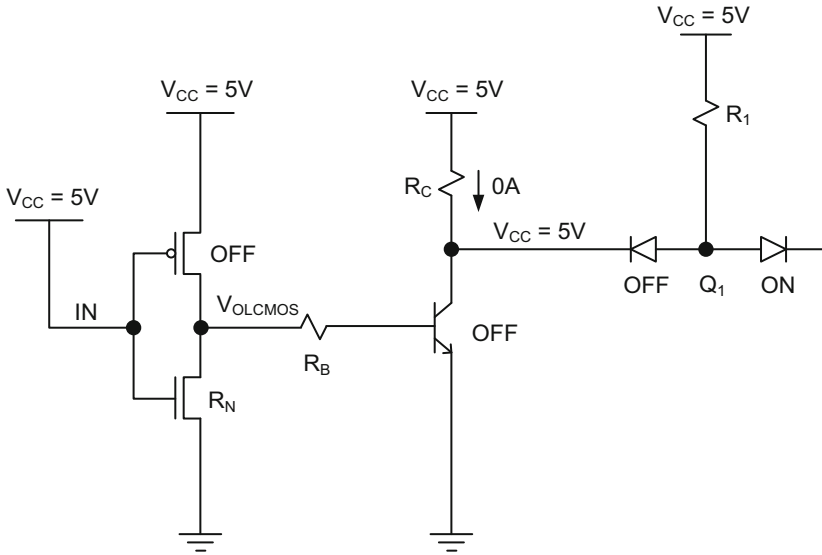 V_CC = 5V
V_CC = 5V
V_CC = 5V
R_1
V_CC = 5V
R_C
0A
V_CC = 5V
OFF
OFF
Q_1
ON
IN
V_OLCMOS
R_B
OFF
R_N